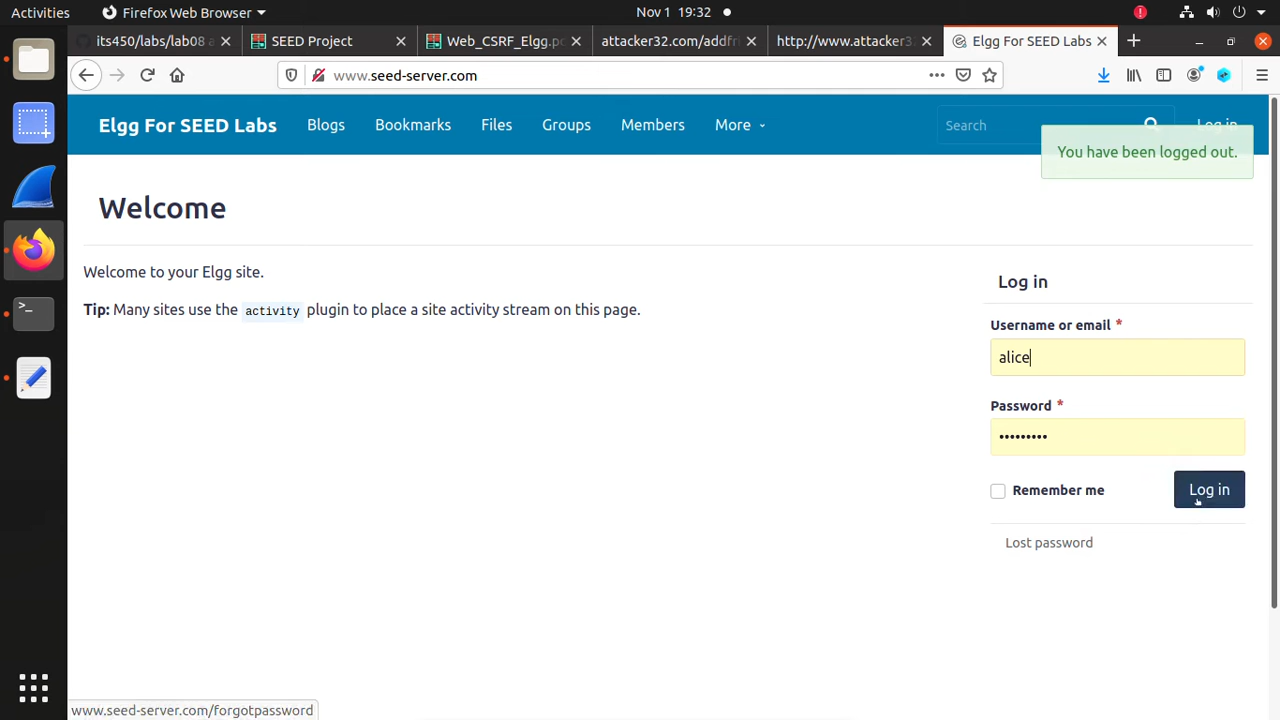 Activities
Firefox Web Browser
Nov 1 19:32
its450/labs/lab08
SEED Project
Web_CSRF_Elgg.p
attacker32.com/addf
http://www.attacker3
Elgg For SEED Labs
www.seed-server.com
Elgg For SEED Labs
Blogs
Bookmarks
Files
Groups
Members
More
Search
Log in
You have been logged out.
Welcome
Welcome to your Elgg site.
Tip: Many sites use the activity plugin to place a site activity stream on this page.
Log in
Username or email *
alice
Password *
•••••••••
Remember me
Log in
Lost password
www.seed-server.com/forgotpassword